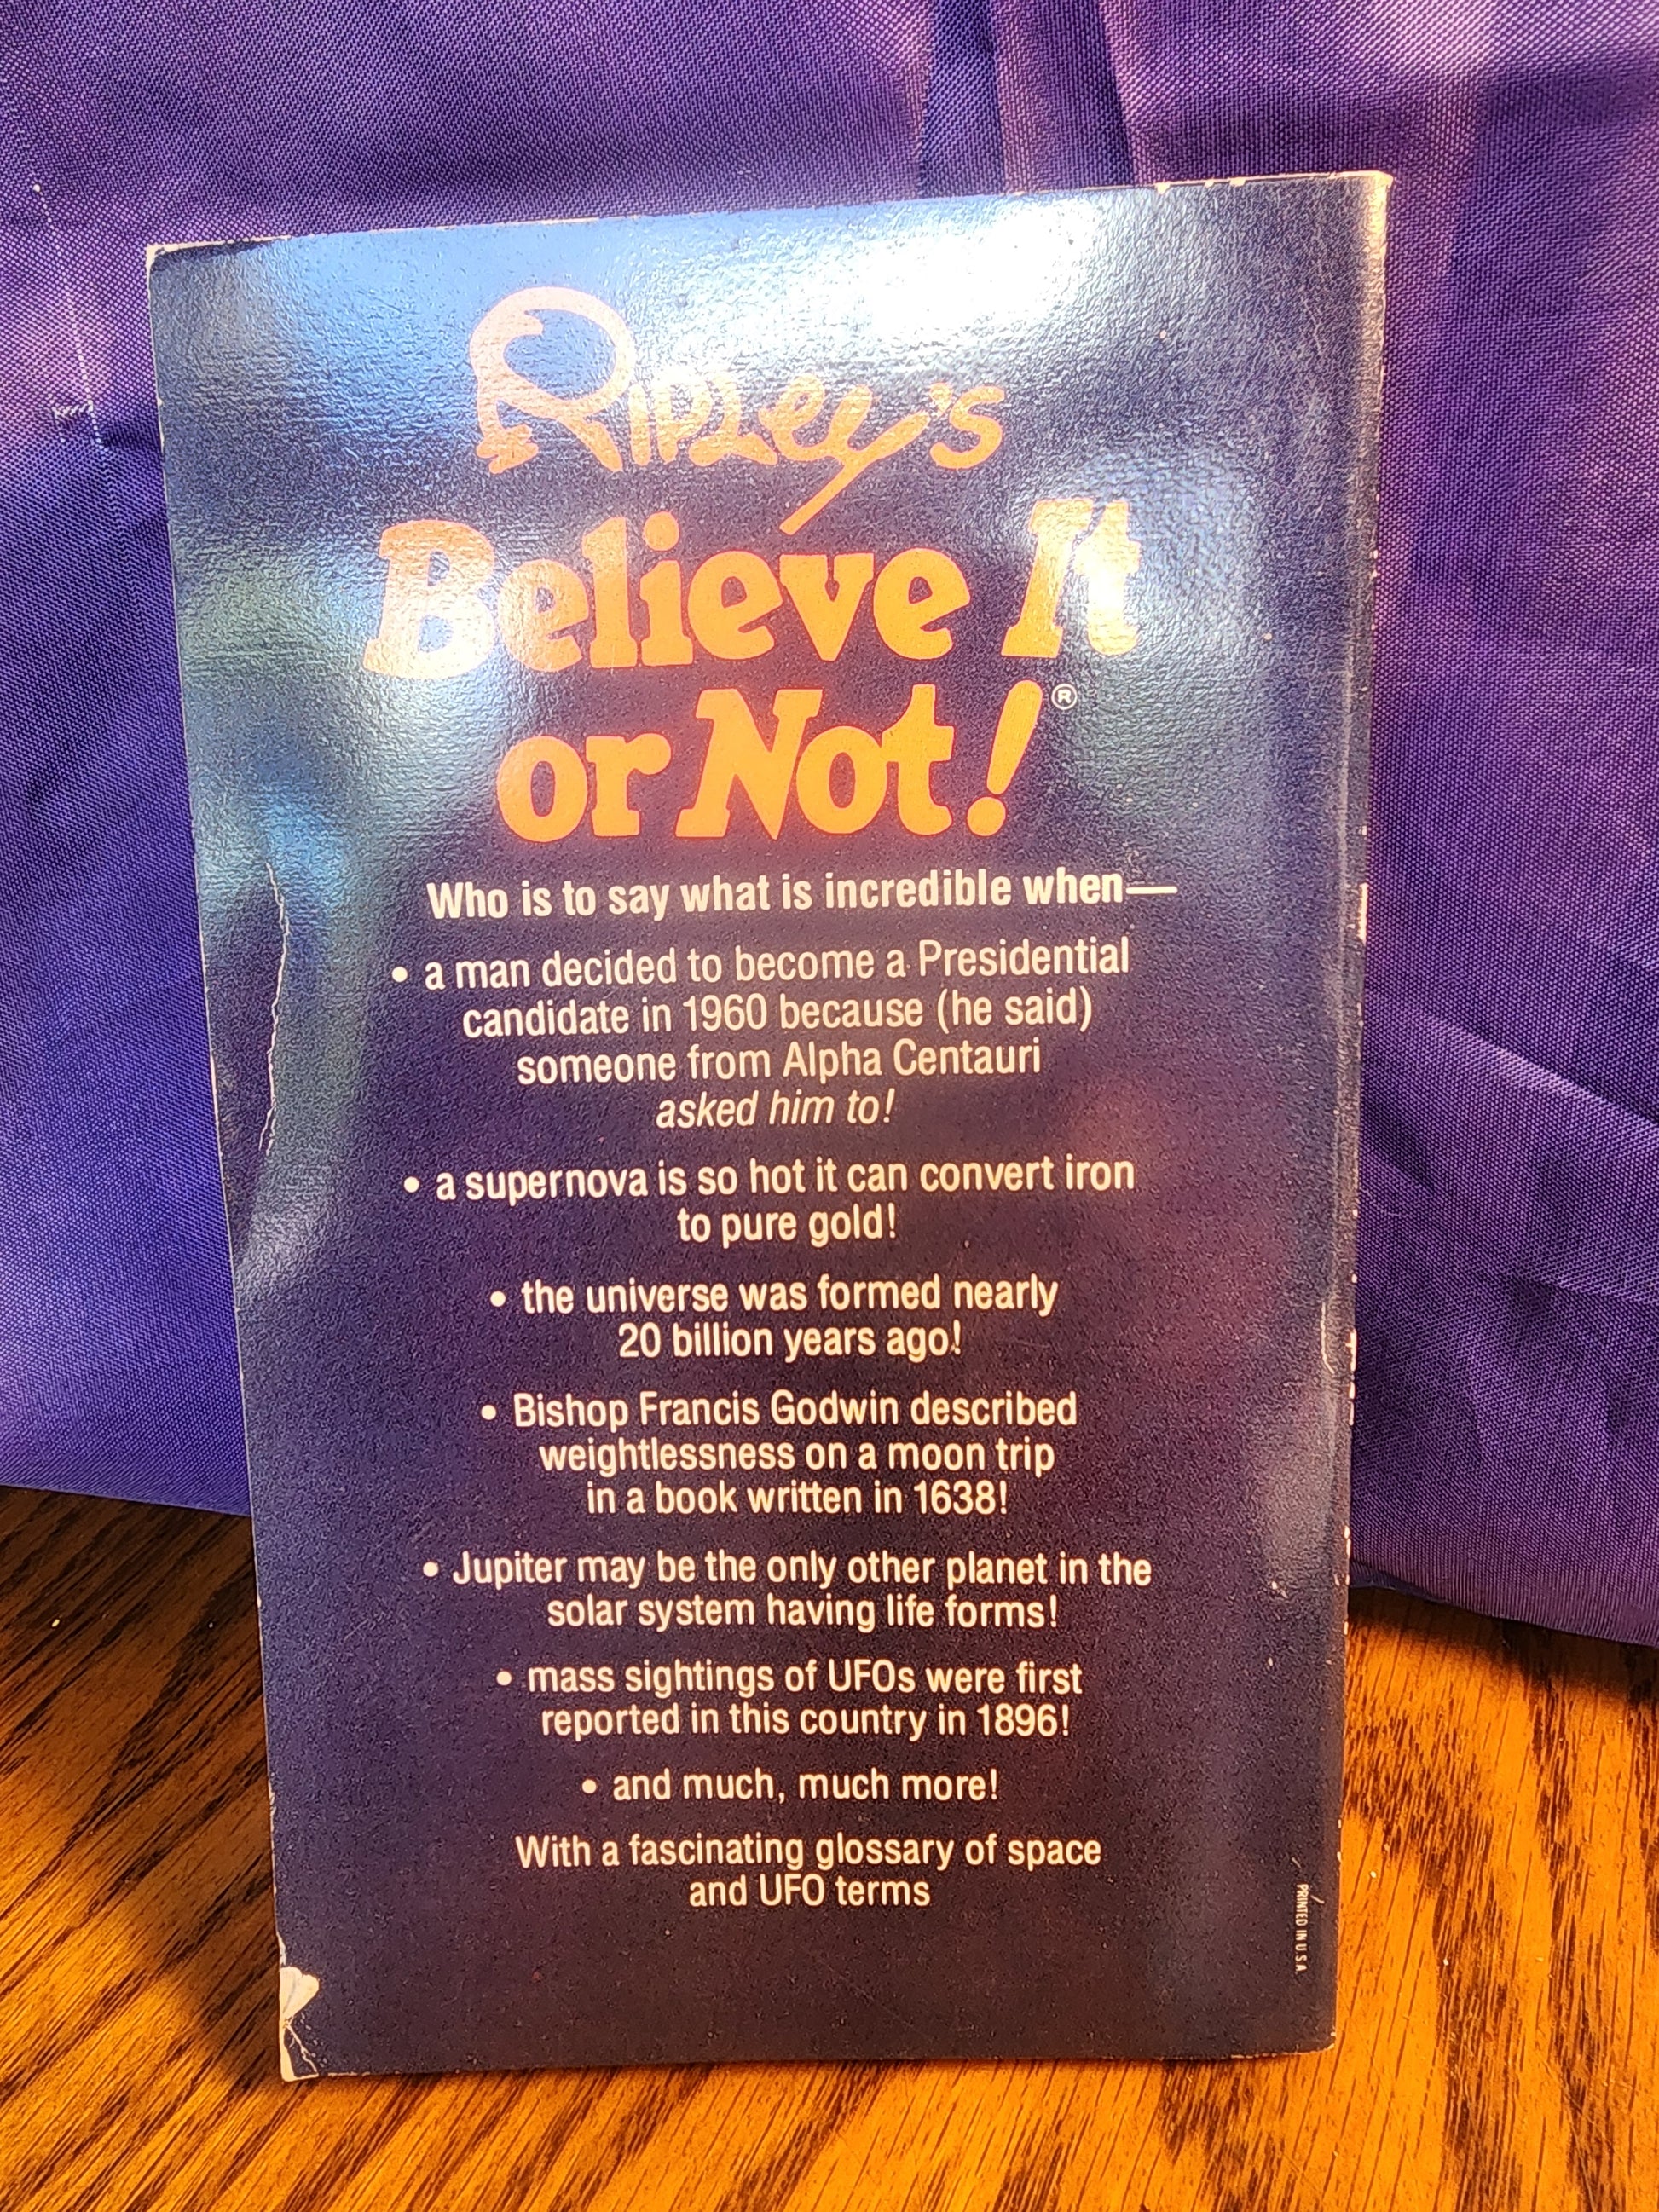 Ripley's
Believe It
or Not!®
Who is to say what is incredible when—
• a man decided to become a Presidential
candidate in 1960 because (he said)
someone from Alpha Centauri
asked him to!
• a supernova is so hot it can convert iron
to pure gold!
• the universe was formed nearly
20 billion years ago!
• Bishop Francis Godwin described
weightlessness on a moon trip
in a book written in 1638!
• Jupiter may be the only other planet in the
solar system having life forms!
• mass sightings of UFOs were first
reported in this country in 1896!
• and much, much more!
With a fascinating glossary of space
and UFO terms
PRINTED IN U.S.A.